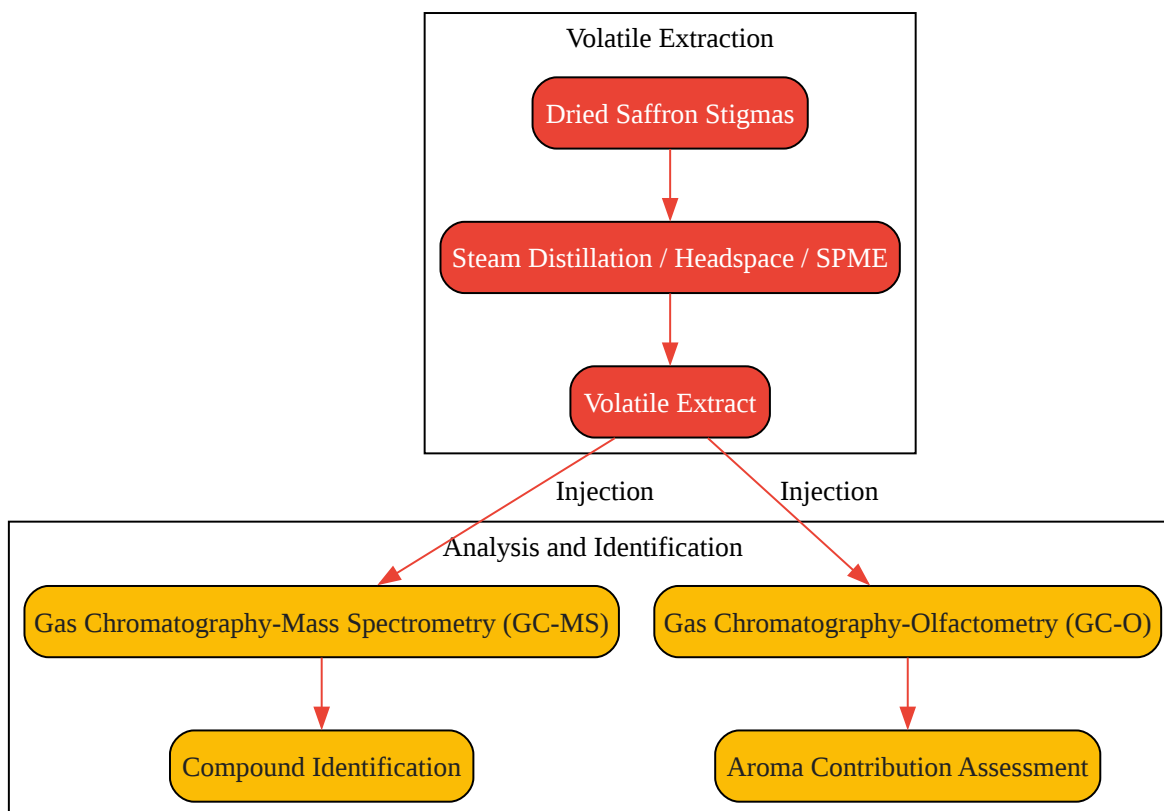 Volatile Extraction
Dried Saffron Stigmas
Steam Distillation / Headspace / SPME
Volatile Extract
Injection
Injection
Analysis and Identification
Gas Chromatography-Mass Spectrometry (GC-MS)
Gas Chromatography-Olfactometry (GC-O)
Compound Identification
Aroma Contribution Assessment